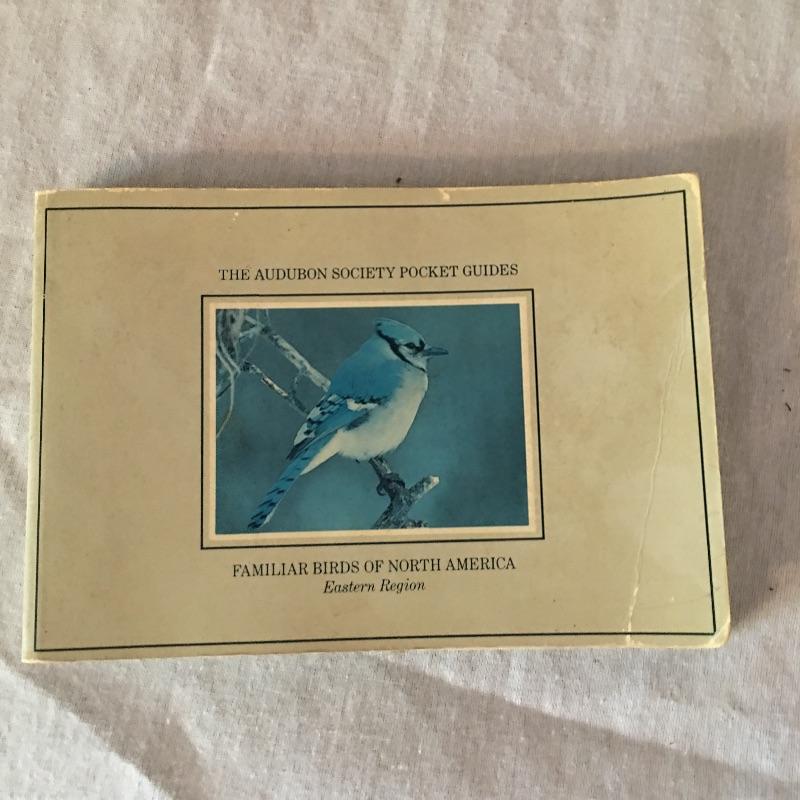 THE AUDUBON SOCIETY POCKET GUIDES
FAMILIAR BIRDS OF NORTH AMERICA
Eastern Region